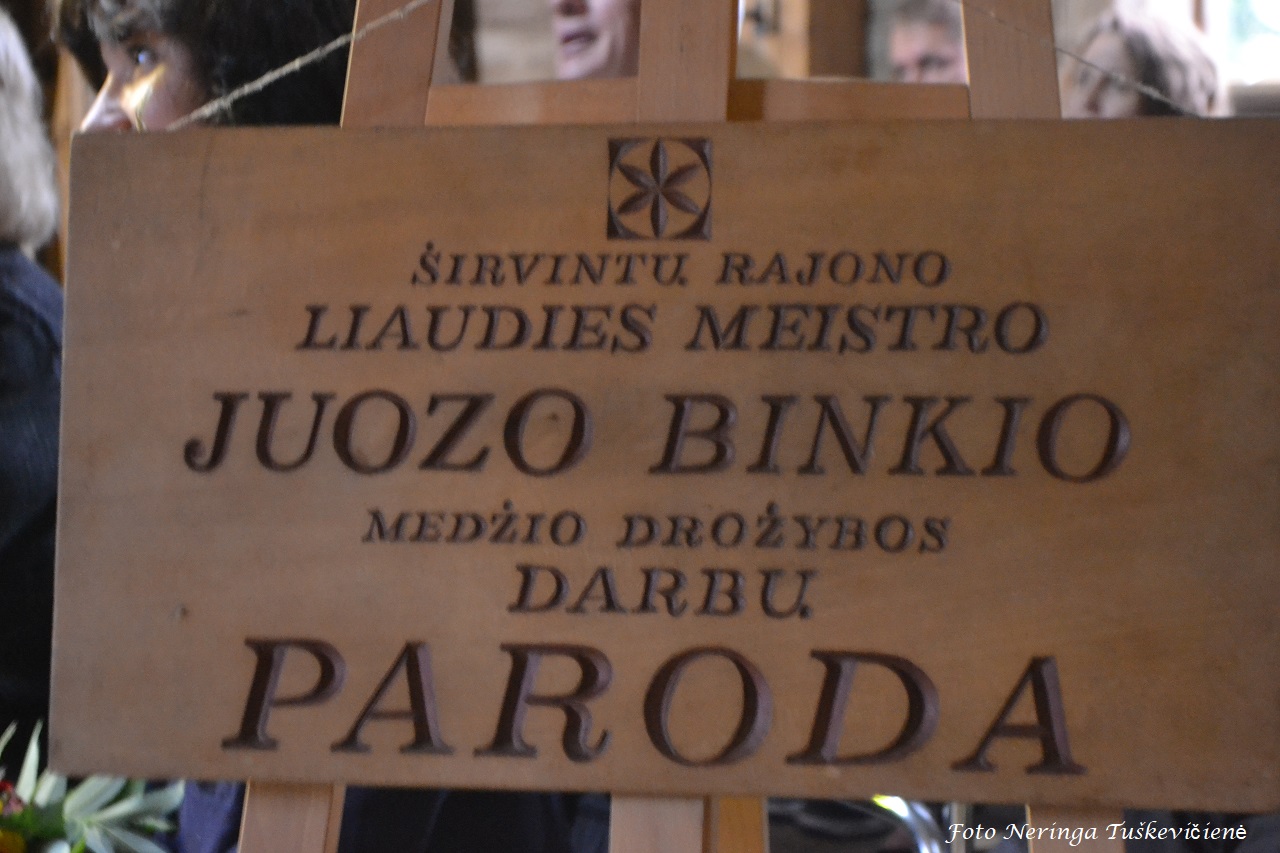 ŠIRVINTŲ RAJONO
LIAUDIES MEISTRO
JUOZO BINKIO
MEDŽIO DROŽYBOS
DARBŲ
PARODA
Foto Neringa Tuškevičienė